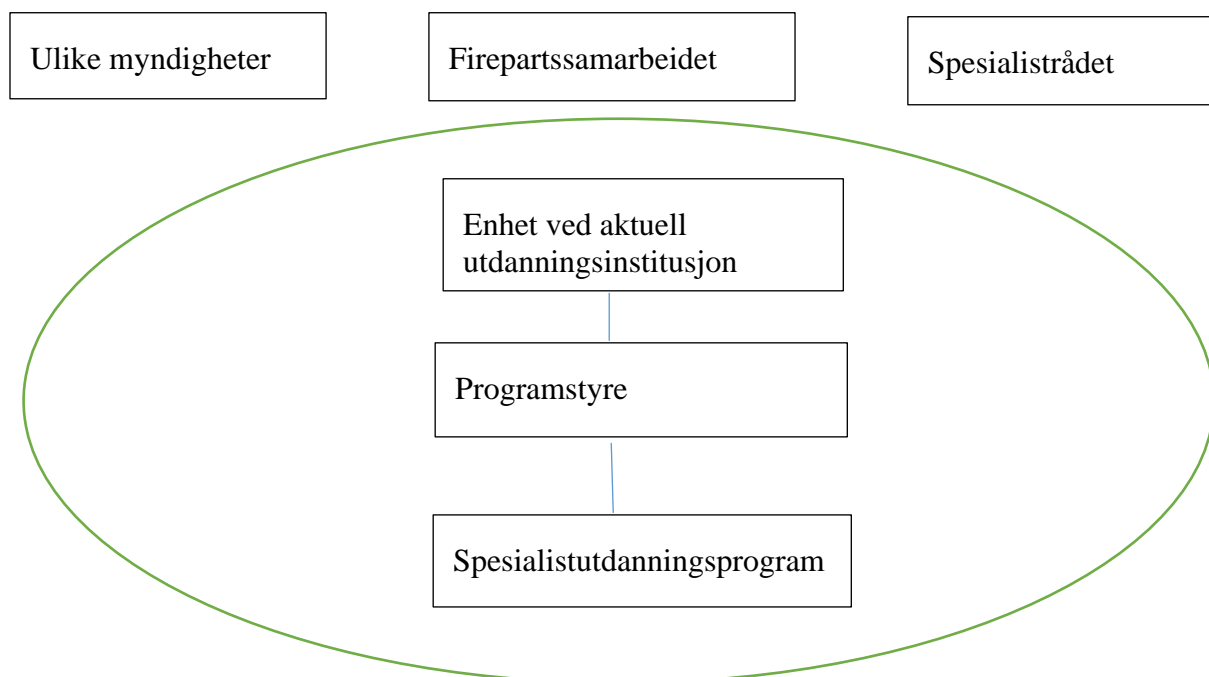 Ulike myndigheter
Firepartssamarbeidet
Spesialistrådet
Enhet ved aktuell
utdanningsinstitusjon
Programstyre
Spesialistutdanningsprogram